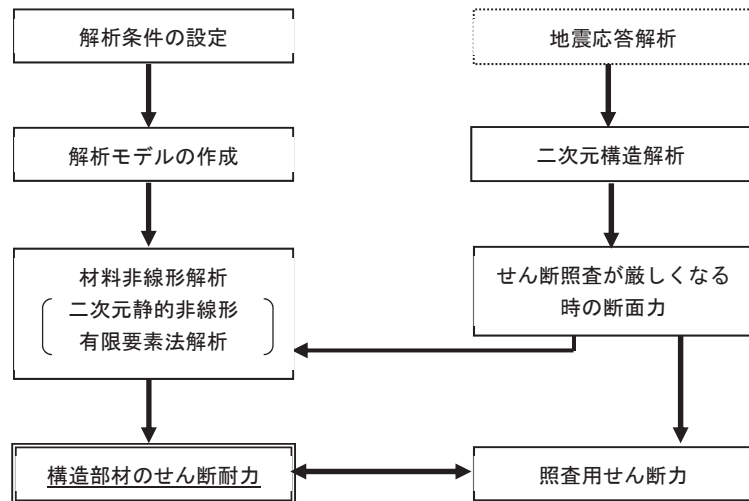 解析条件の設定
地震応答解析
解析モデルの作成
二次元構造解析
材料非線形解析
二次元静的非線形
有限要素法解析
せん断照査が厳しくなる
時の断面力
構造部材のせん断耐力
照査用せん断力